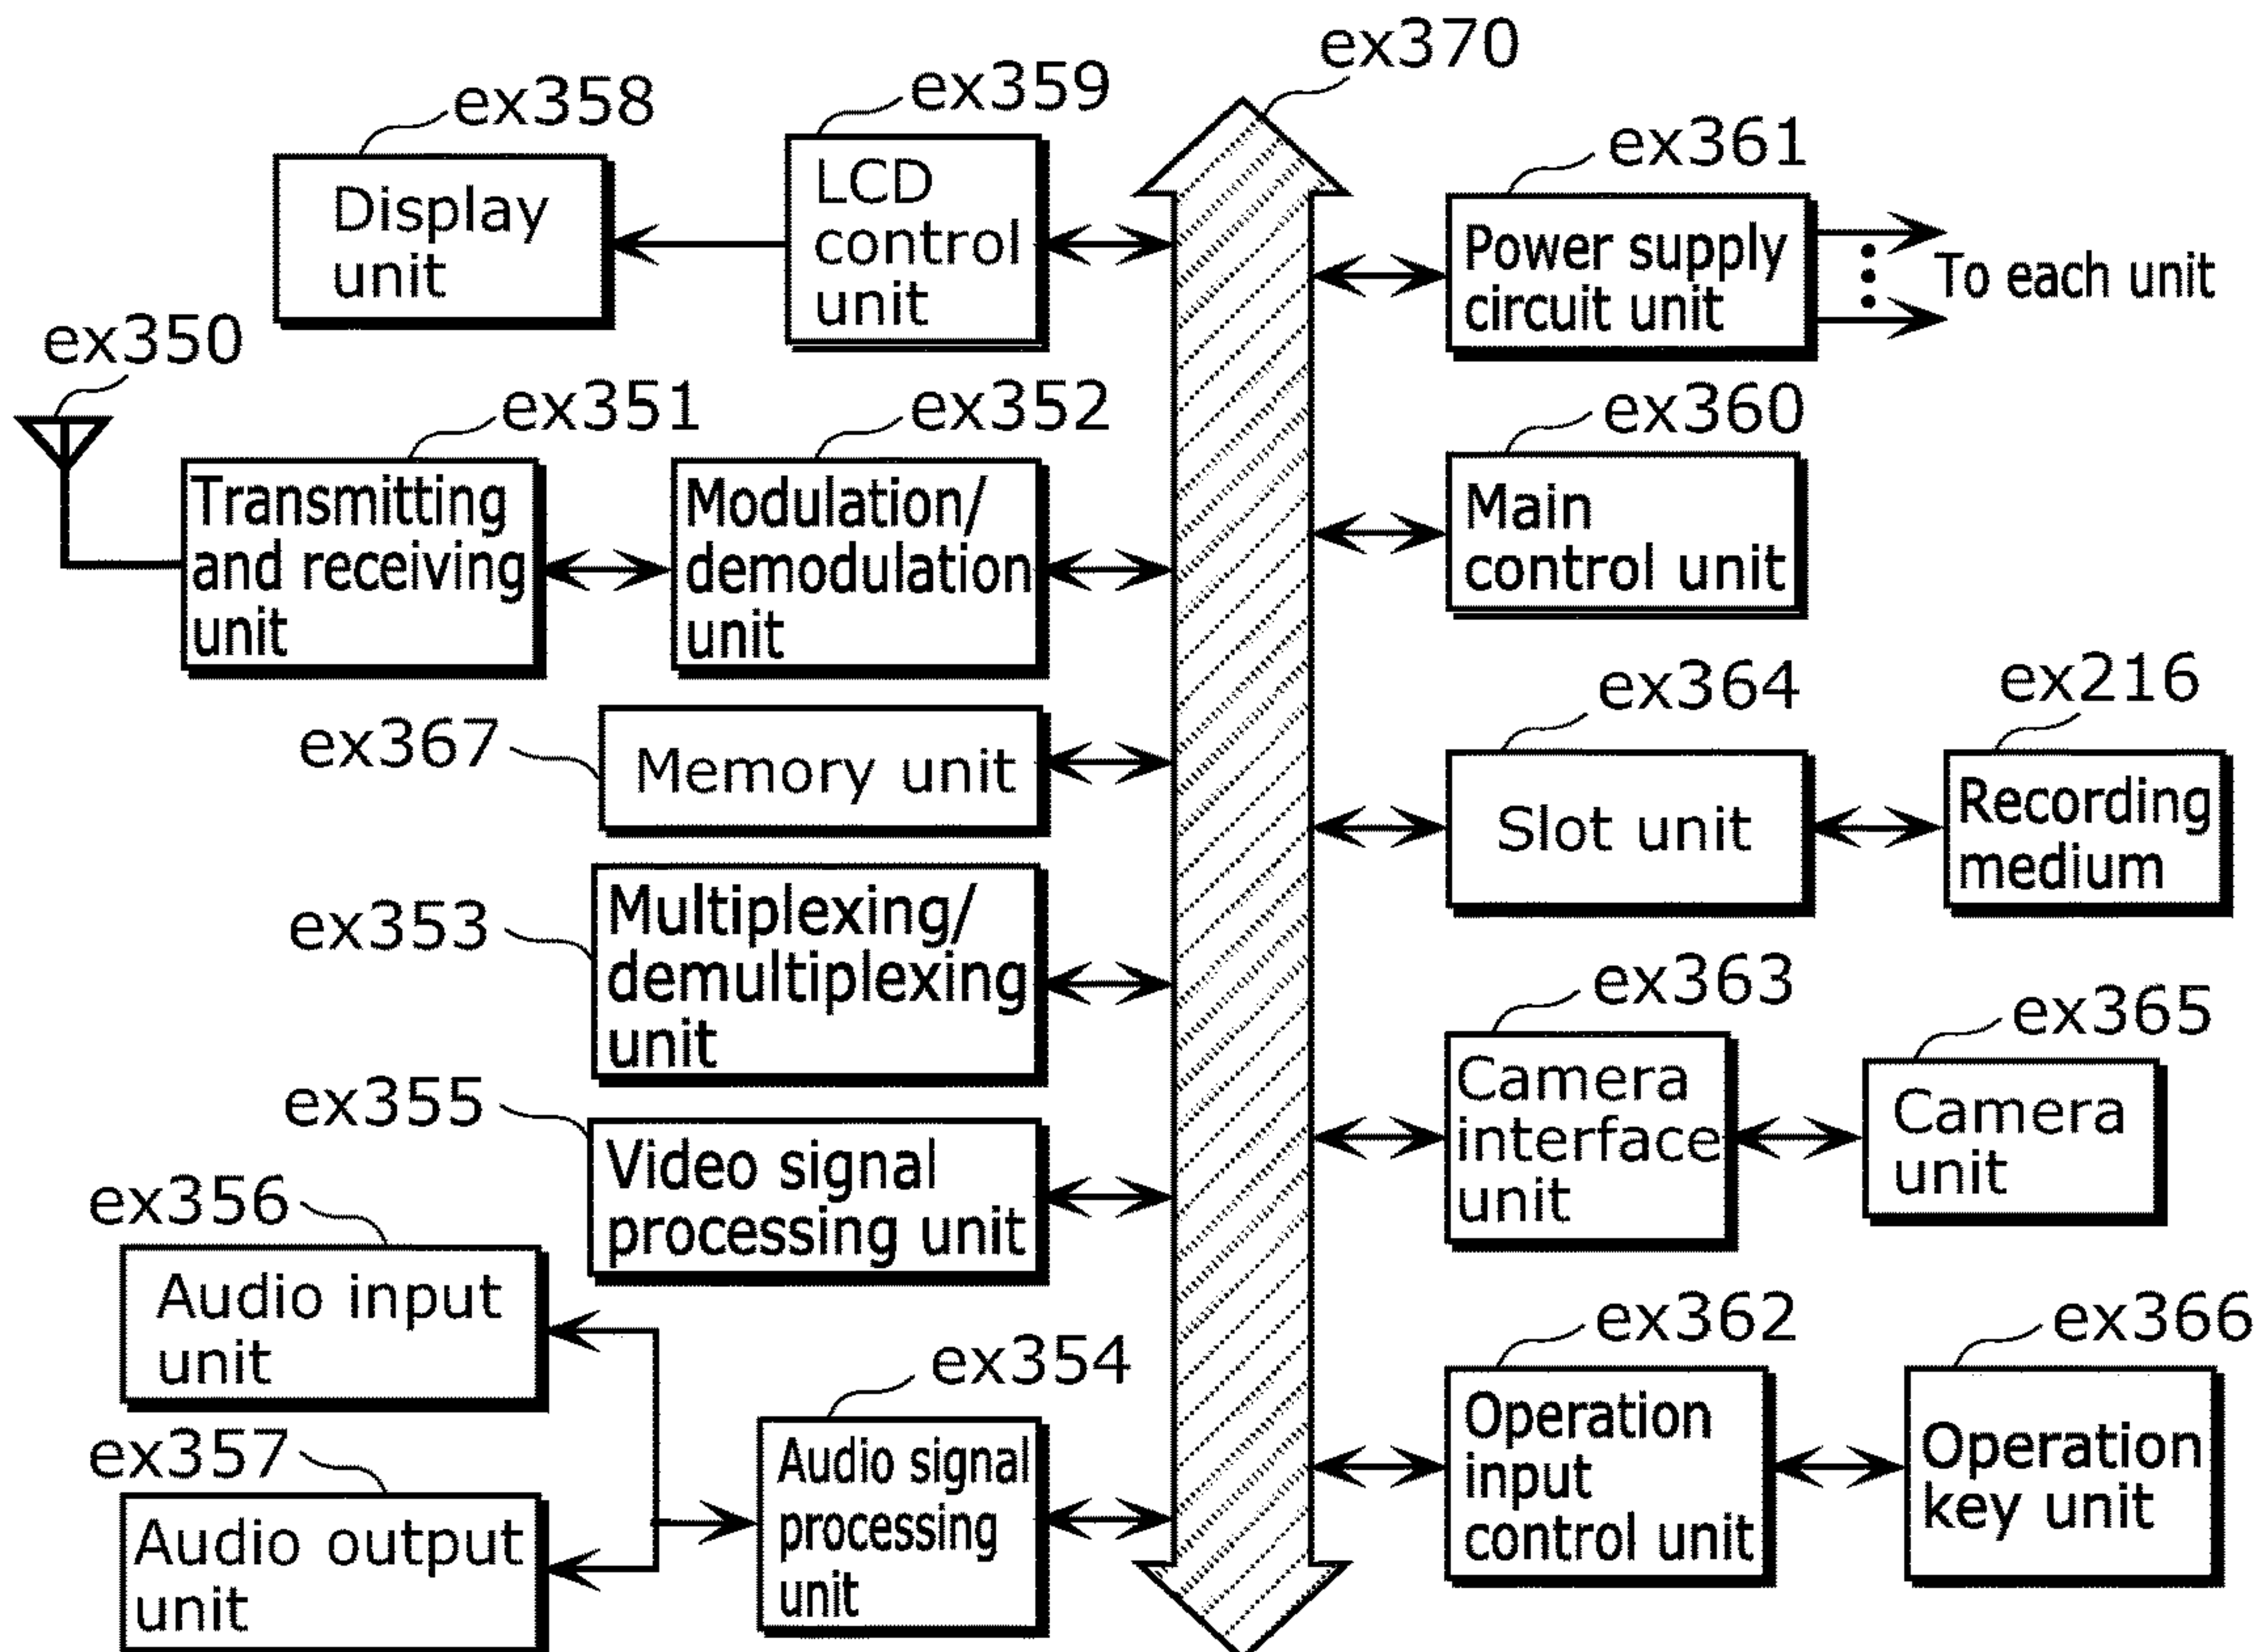 ex370
ex358
ex359
Display
unit
LCD
control
unit
ex361
Power supply
circuit unit
To each unit
ex350
ex351
ex352
Transmitting
and receiving
unit
Modulation/
demodulation
unit
ex360
Main
control unit
ex367
Memory unit
ex364
ex216
Slot unit
Recording
medium
ex353
Multiplexing/
demultiplexing
unit
ex363
ex365
Camera
interface
unit
Camera
unit
ex355
Video signal
processing unit
ex356
Audio input
unit
ex357
Audio output
unit
ex354
Audio signal
processing
unit
ex362
ex366
Operation
input
control unit
Operation
key unit